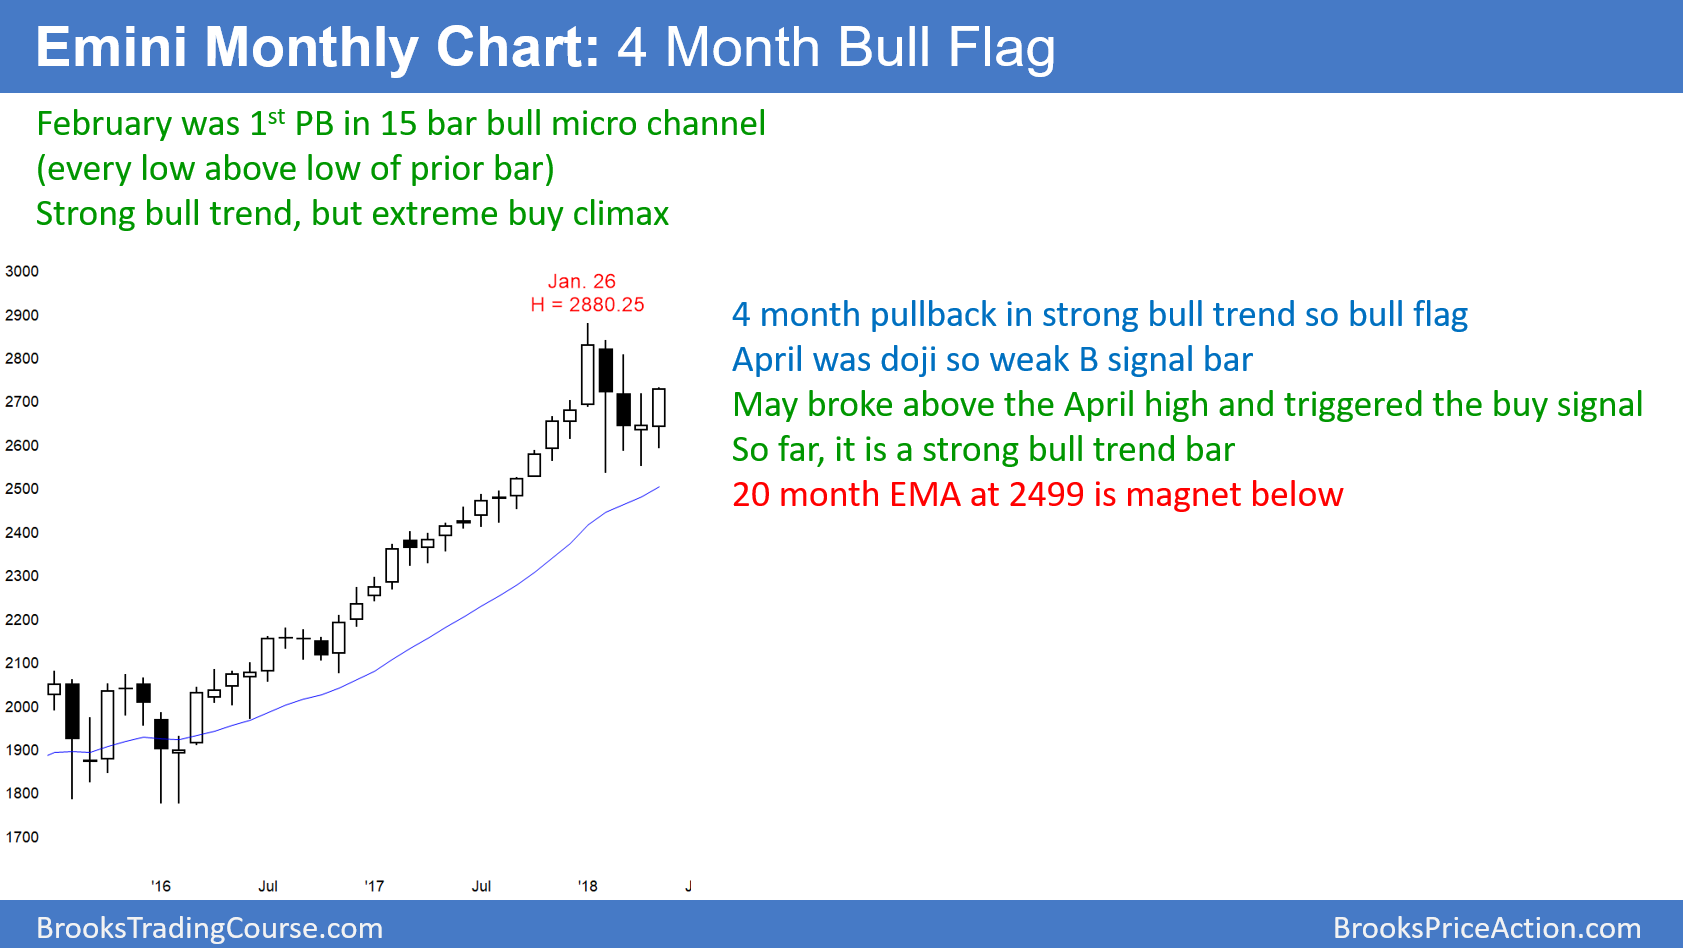 Emini Monthly Chart: 4 Month Bull Flag
February was 1st PB in 15 bar bull micro channel
(every low above low of prior bar)
Strong bull trend, but extreme buy climax
3000
2900
2800
2700
2600
2500
2400
2300
2200
2100
2000
1900
1800
1700
Jan. 26
H = 2880.25
'16
Jul
'17
Jul
'18
4 month pullback in strong bull trend so bull flag
April was doji so weak B signal bar
May broke above the April high and triggered the buy signal
So far, it is a strong bull trend bar
20 month EMA at 2499 is magnet below
BrooksTradingCourse.com
BrooksPriceAction.com